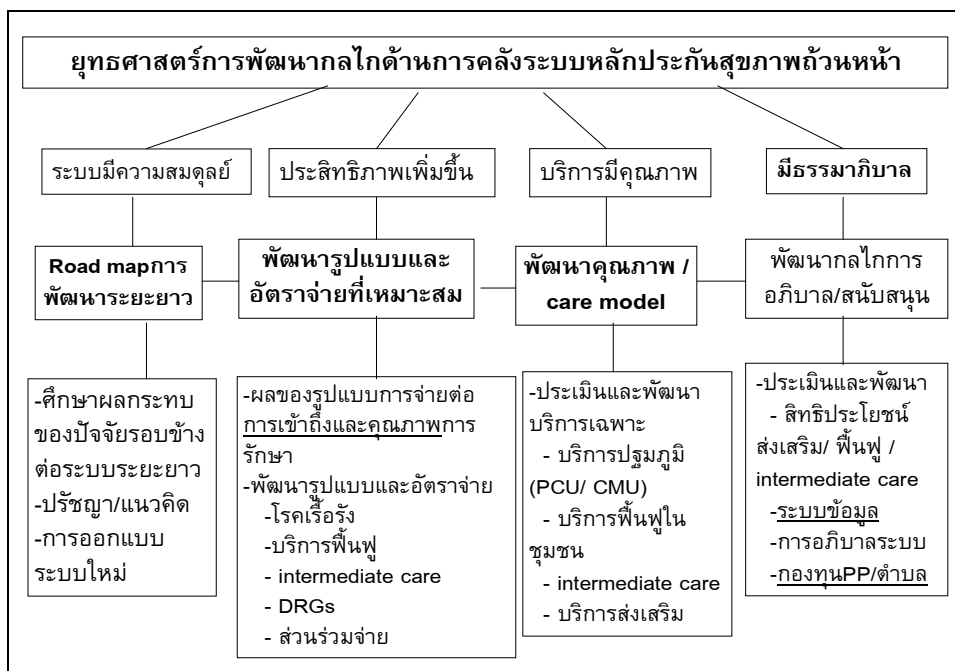 ยุทธศาสตร์การพัฒนากลไกด้านการคลังระบบหลักประกันสุขภาพถ้วนหน้า
ระบบมีความสมดุลย์
ประสิทธิภาพเพิ่มขึ้น
บริการมีคุณภาพ
มีธรรมาภิบาล
Road mapการ
พัฒนาระยะยาว
พัฒนารูปแบบและ
อัตราจ่ายที่เหมาะสม
พัฒนาคุณภาพ /
care model
พัฒนากลไกการ
อภิบาล/สนับสนุน
-ศึกษาผลกระทบ
ของปัจจัยรอบข้าง
ต่อระบบระยะยาว
-ปรัชญา/แนวคิด
-การออกแบบ
ระบบใหม่
-ผลของรูปแบบการจ่ายต่อ
การเข้าถึงและคุณภาพการ
รักษา
-พัฒนารูปแบบและอัตราจ่าย
-โรคเรื้อรัง
-บริการฟื้นฟู
- intermediate care
- DRGs
- ส่วนร่วมจ่าย
-ประเมินและพัฒนา
บริการเฉพาะ
- บริการปฐมภูมิ
(PCU/ CMU)
- บริการฟื้นฟูใน
ชุมชน
- intermediate care
- บริการส่งเสริม
-ประเมินและพัฒนา
- สิทธิประโยชน์
ส่งเสริม/ ฟื้นฟู /
intermediate care
-ระบบข้อมูล
-การอภิบาลระบบ
-กองทุนPP/ตำบล